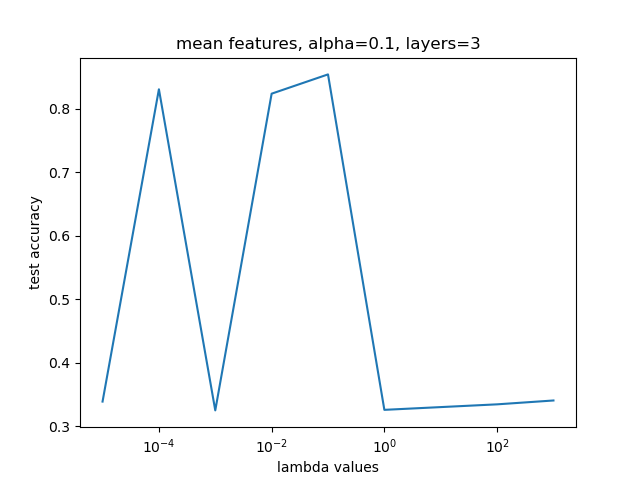 mean features, alpha=0.1, layers=3
test accuracy
0.8
0.7
0.6
0.5
0.4
0.3
10⁻⁴ 10⁻² 10⁰ 10²
lambda values